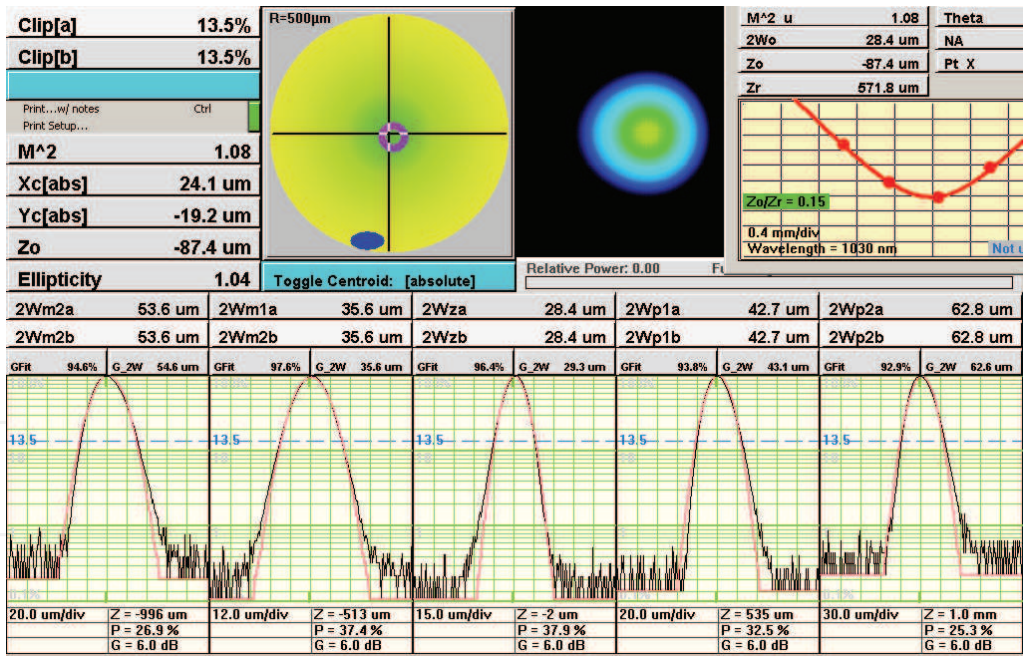 Clip[a] 13.5%
Clip[b] 13.5%
Print...w/ notes Ctrl
Print Setup...
M^2 1.08
Xc[abs] 24.1 um
Yc[abs] -19.2 um
Zo -87.4 um
Ellipticity 1.04
R=500µm
Toggle Centroid: [absolute]
Relative Power: 0.00
M^2 u 1.08 Theta
2Wo 28.4 um NA
Zo -87.4 um Pt X
Zr 571.8 um
Zo/Zr = 0.15
0.4 mm/div
Wavelength = 1030 nm
Not
2Wm2a 53.6 um 2Wm1a 35.6 um 2Wza 28.4 um 2Wp1a 42.7 um 2Wp2a 62.8 um
2Wm2b 53.6 um 2Wm2b 35.6 um 2Wzb 28.4 um 2Wp1b 42.7 um 2Wp2b 62.8 um
GFit 94.6% G_2W 54.6 um GFit 97.6% G_2W 35.6 um GFit 96.4% G_2W 29.3 um GFit 93.8% G_2W 43.1 um GFit 92.9% G_2W 62.6 um
13.5 13.5 13.5 13.5 13.5
20.0 um/div Z = -996 um 12.0 um/div Z = -513 um 15.0 um/div Z = -2 um 20.0 um/div Z = 535 um 30.0 um/div Z = 1.0 mm
P = 26.9 % P = 37.4 % P = 37.9 % P = 32.5 % P = 25.3 %
G = 6.0 dB G = 6.0 dB G = 6.0 dB G = 6.0 dB G = 6.0 dB